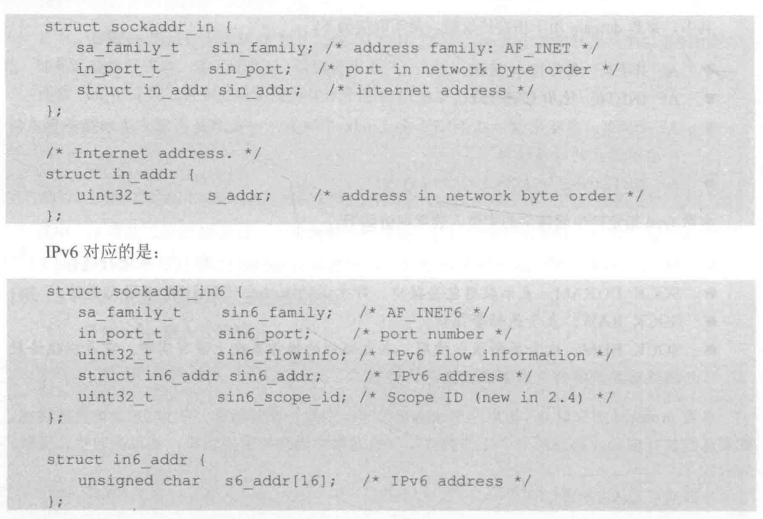 struct sockaddr_in {
sa_family_t sin_family; /* address family: AF_INET */
in_port_t sin_port; /* port in network byte order */
struct in_addr sin_addr; /* internet address */
};
/* Internet address. */
struct in_addr {
uint32_t s_addr; /* address in network byte order */
};
IPv6 对应的是：
struct sockaddr_in6 {
sa_family_t sin6_family; /* AF_INET6 */
in_port_t sin6_port; /* port number */
uint32_t sin6_flowinfo; /* IPv6 flow information */
struct in6_addr sin6_addr; /* IPv6 address */
uint32_t sin6_scope_id; /* Scope ID (new in 2.4) */
};
struct in6_addr {
unsigned char s6_addr[16]; /* IPv6 address */
};